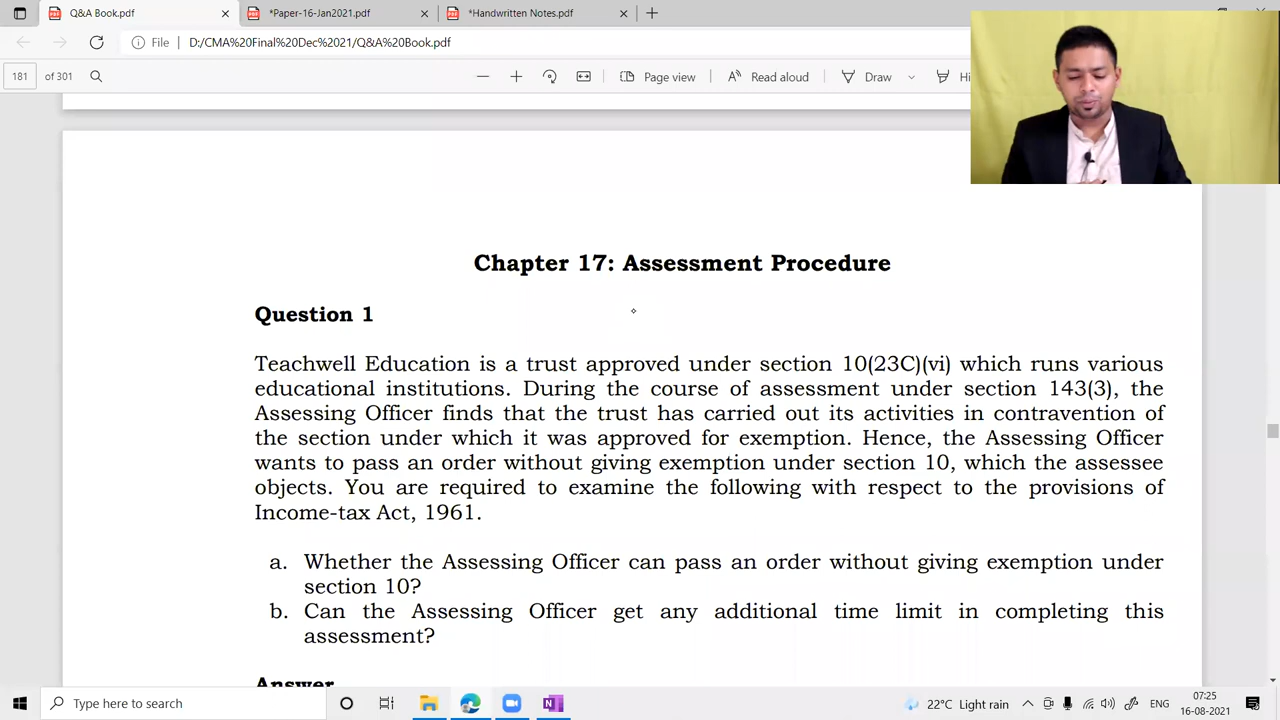 Q&A Book.pdf
*Paper-16-Jan2021.pdf
*Handwritten Notes.pdf
File
D:/CMA%20Final%20Dec%2021/Q&A%20Book.pdf
181 of 301
Page view
Read aloud
Draw
Hi
Chapter 17: Assessment Procedure
Question 1
Teachwell Education is a trust approved under section 10(23C)(vi) which runs various
educational institutions. During the course of assessment under section 143(3), the
Assessing Officer finds that the trust has carried out its activities in contravention of
the section under which it was approved for exemption. Hence, the Assessing Officer
wants to pass an order without giving exemption under section 10, which the assessee
objects. You are required to examine the following with respect to the provisions of
Income-tax Act, 1961.
a. Whether the Assessing Officer can pass an order without giving exemption under
section 10?
b. Can the Assessing Officer get any additional time limit in completing this
assessment?
Answer
Type here to search
22°C Light rain
ENG
07:25
16-08-2021